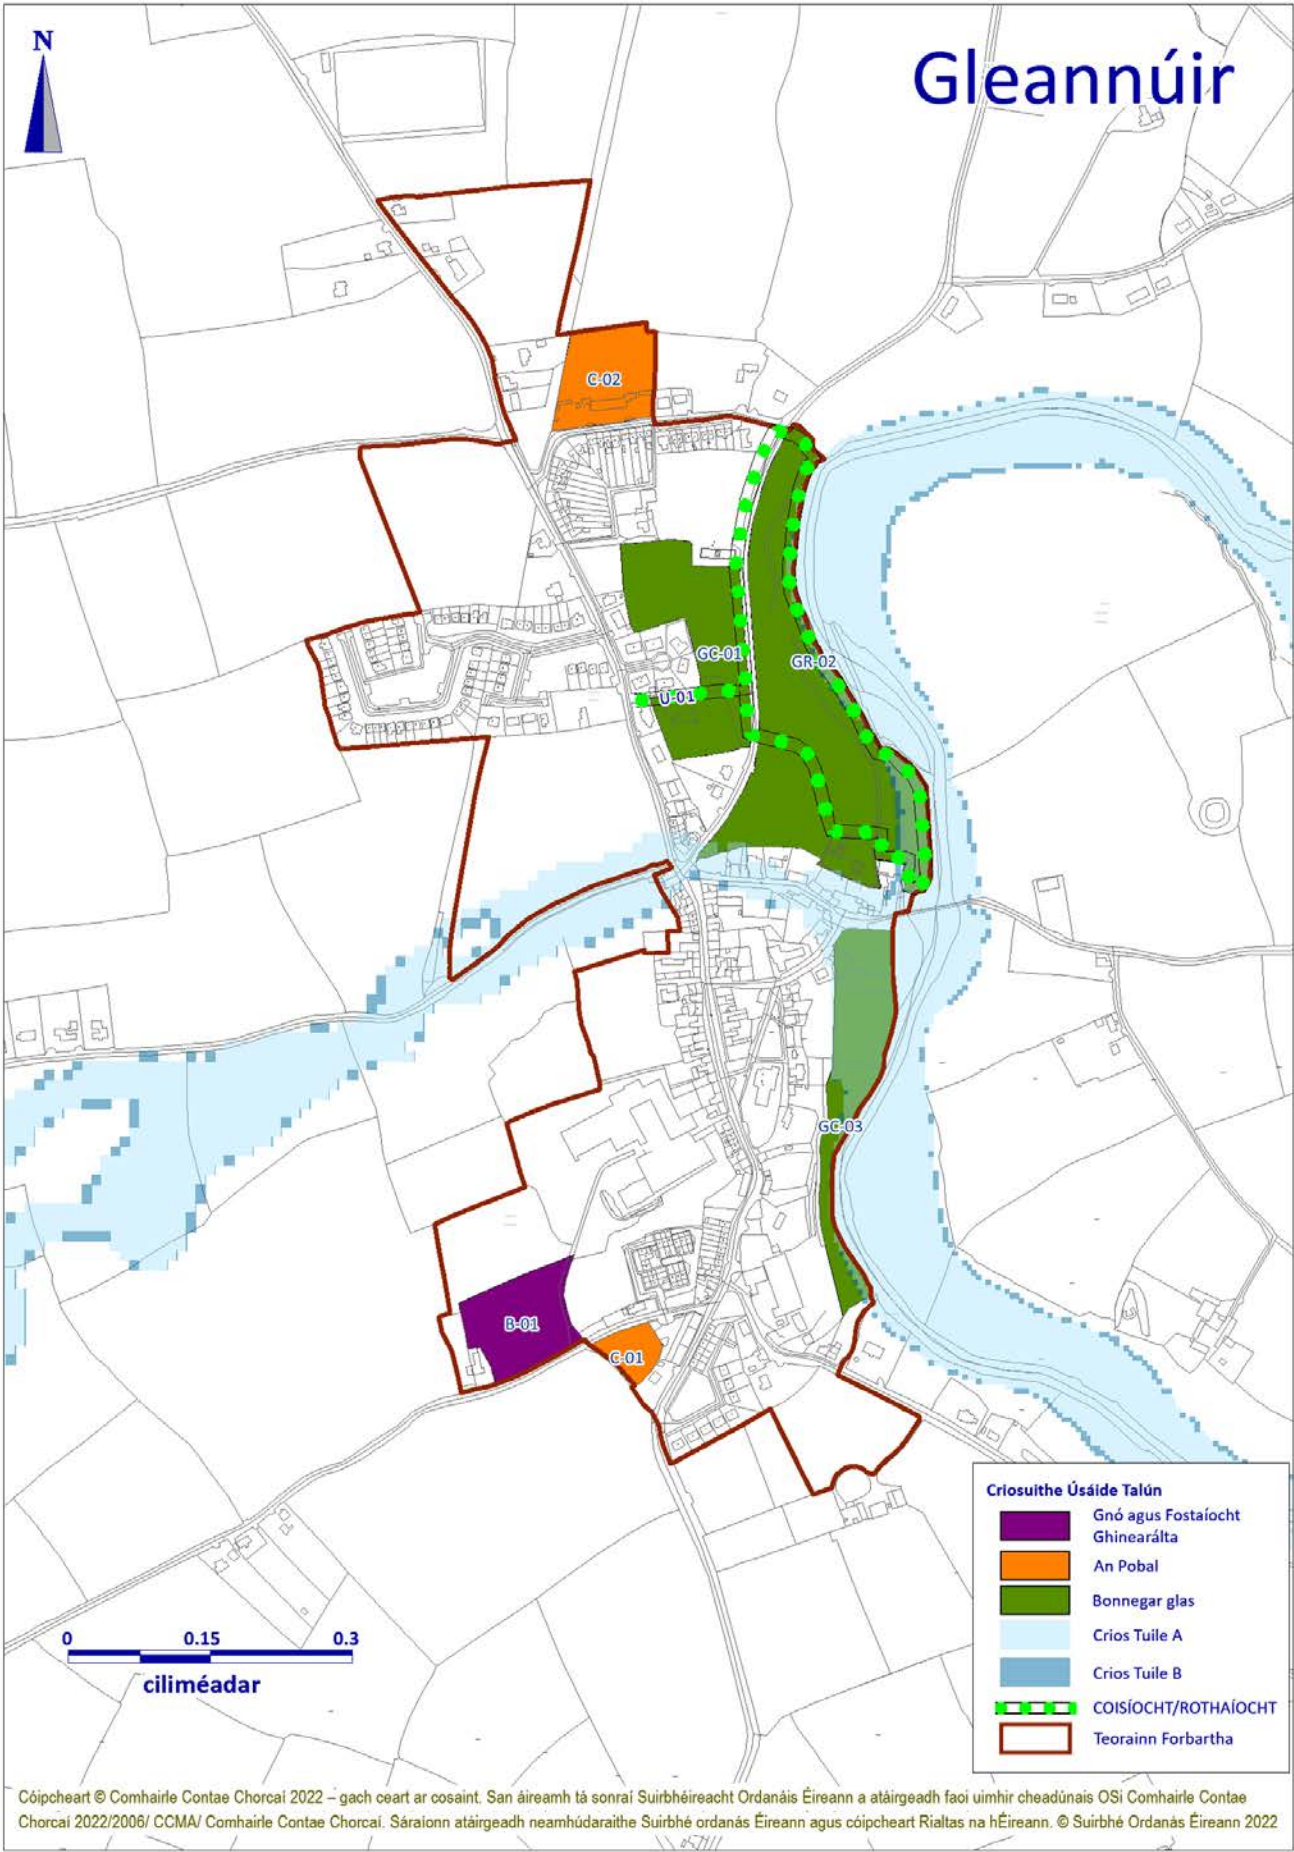 N
Gleannúir
C-02
GC-01
GR-02
U-01
GC-03
B-01
C-01
Criosuithe Úsáide Talún
Gnó agus Fostaíocht
Ghinearálta
An Pobal
Bonnegar glas
Crios Tuile A
Crios Tuile B
COISÍOCHT/ROTHAÍOCHT
Teorainn Forbartha
0 0.15 0.3
ciliméadar
Cóipcheart © Comhairle Contae Chorcaí 2022 – gach ceart ar cosaint. San áireamh tá sonraí Suirbhéireacht Ordanáis Éireann a atáirgeadh faoi uimhir cheadúnais OSi Comhairle Contae
Chorcaí 2022/2006/ CCMA/ Comhairle Contae Chorcaí. Sáraíonn atáirgeadh neamhúdaraithe Suirbhé ordanás Éireann agus cóipcheart Rialtas na hÉireann. © Suirbhé Ordanás Éireann 2022